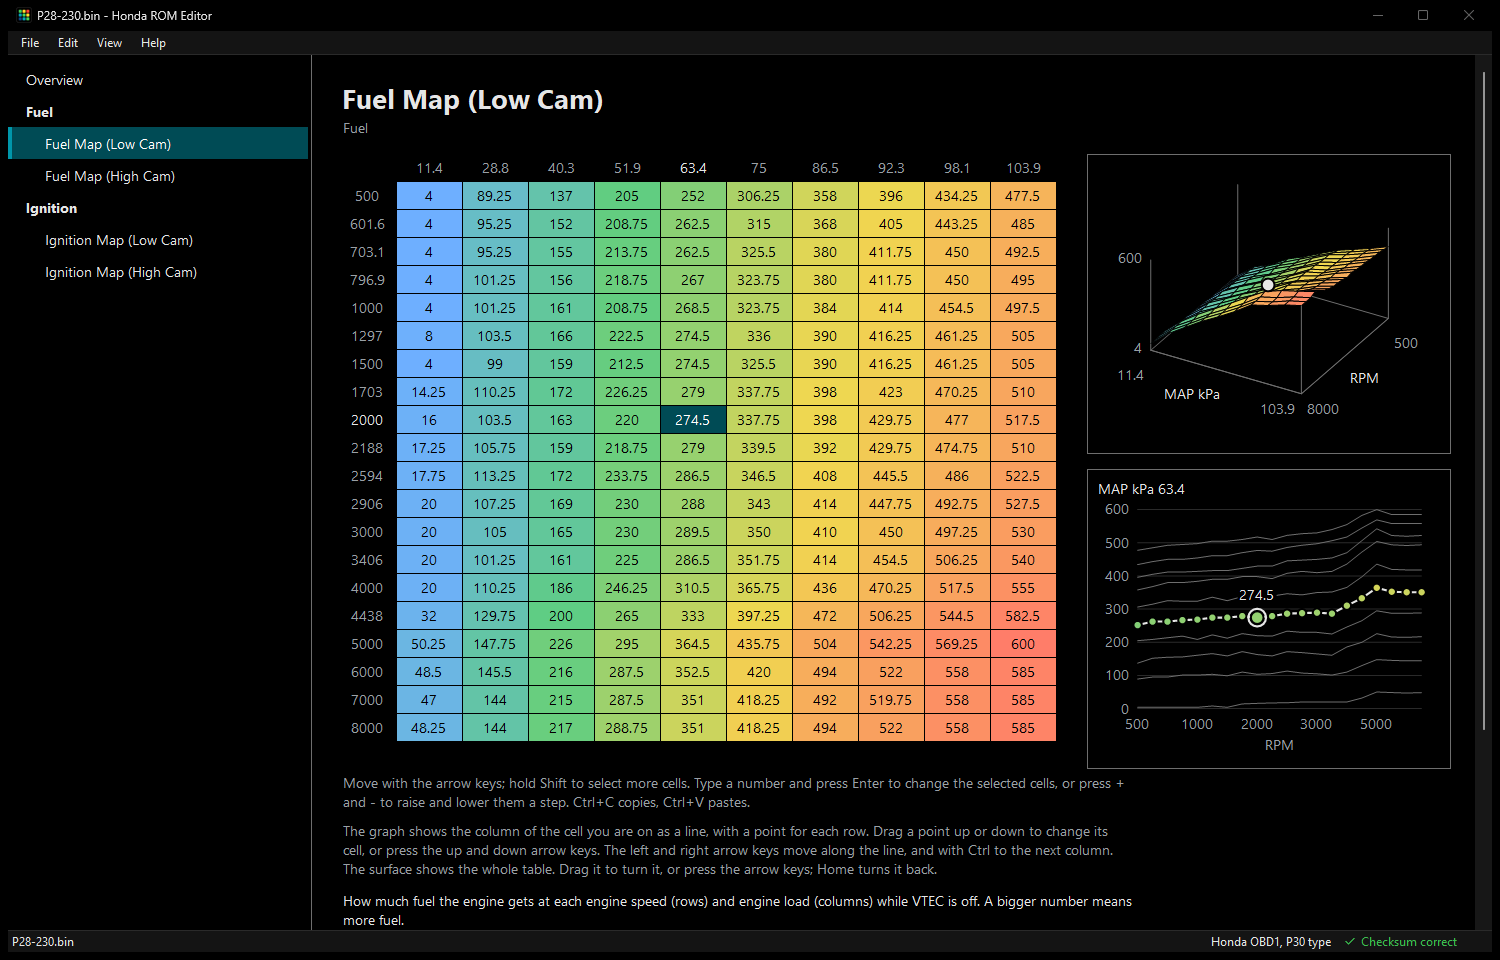 P28-230.bin - Honda ROM Editor
File Edit View Help
Overview
Fuel
Fuel Map (Low Cam)
Fuel Map (High Cam)
Ignition
Ignition Map (Low Cam)
Ignition Map (High Cam)
Fuel Map (Low Cam)
Fuel
11.4 28.8 40.3 51.9 63.4 75 86.5 92.3 98.1 103.9
500 4 89.25 137 205 252 306.25 358 396 434.25 477.5
601.6 4 95.25 152 208.75 262.5 315 368 405 443.25 485
703.1 4 95.25 155 213.75 262.5 325.5 380 411.75 450 492.5
796.9 4 101.25 156 218.75 267 323.75 380 411.75 450 495
1000 4 101.25 161 208.75 268.5 323.75 384 414 454.5 497.5
1297 8 103.5 166 222.5 274.5 336 390 416.25 461.25 505
1500 4 99 159 212.5 274.5 325.5 390 416.25 461.25 505
1703 14.25 110.25 172 226.25 279 337.75 398 423 470.25 510
2000 16 103.5 163 220 274.5 337.75 398 429.75 477 517.5
2188 17.25 105.75 159 218.75 279 339.5 392 429.75 474.75 510
2594 17.75 113.25 172 233.75 286.5 346.5 408 445.5 486 522.5
2906 20 107.25 169 230 288 343 414 447.75 492.75 527.5
3000 20 105 165 230 289.5 350 410 450 497.25 530
3406 20 101.25 161 225 286.5 351.75 414 454.5 506.25 540
4000 20 110.25 186 246.25 310.5 365.75 436 470.25 517.5 555
4438 32 129.75 200 265 333 397.25 472 506.25 544.5 582.5
5000 50.25 147.75 226 295 364.5 435.75 504 542.25 569.25 600
6000 48.5 145.5 216 287.5 352.5 420 494 522 558 585
7000 47 144 215 287.5 351 418.25 492 519.75 558 585
8000 48.25 144 217 288.75 351 418.25 494 522 558 585
600
4
11.4
MAP kPa
103.9 8000
RPM
500
MAP kPa 63.4
600
500
400
300
200
100
0
274.5
500 1000 2000 3000 5000
RPM
Move with the arrow keys; hold Shift to select more cells. Type a number and press Enter to change the selected cells, or press +
and - to raise and lower them a step. Ctrl+C copies, Ctrl+V pastes.
The graph shows the column of the cell you are on as a line, with a point for each row. Drag a point up or down to change its
cell, or press the up and down arrow keys. The left and right arrow keys move along the line, and with Ctrl to the next column.
The surface shows the whole table. Drag it to turn it, or press the arrow keys; Home turns it back.
How much fuel the engine gets at each engine speed (rows) and engine load (columns) while VTEC is off. A bigger number means
more fuel.
P28-230.bin
Honda OBD1, P30 type ✓ Checksum correct